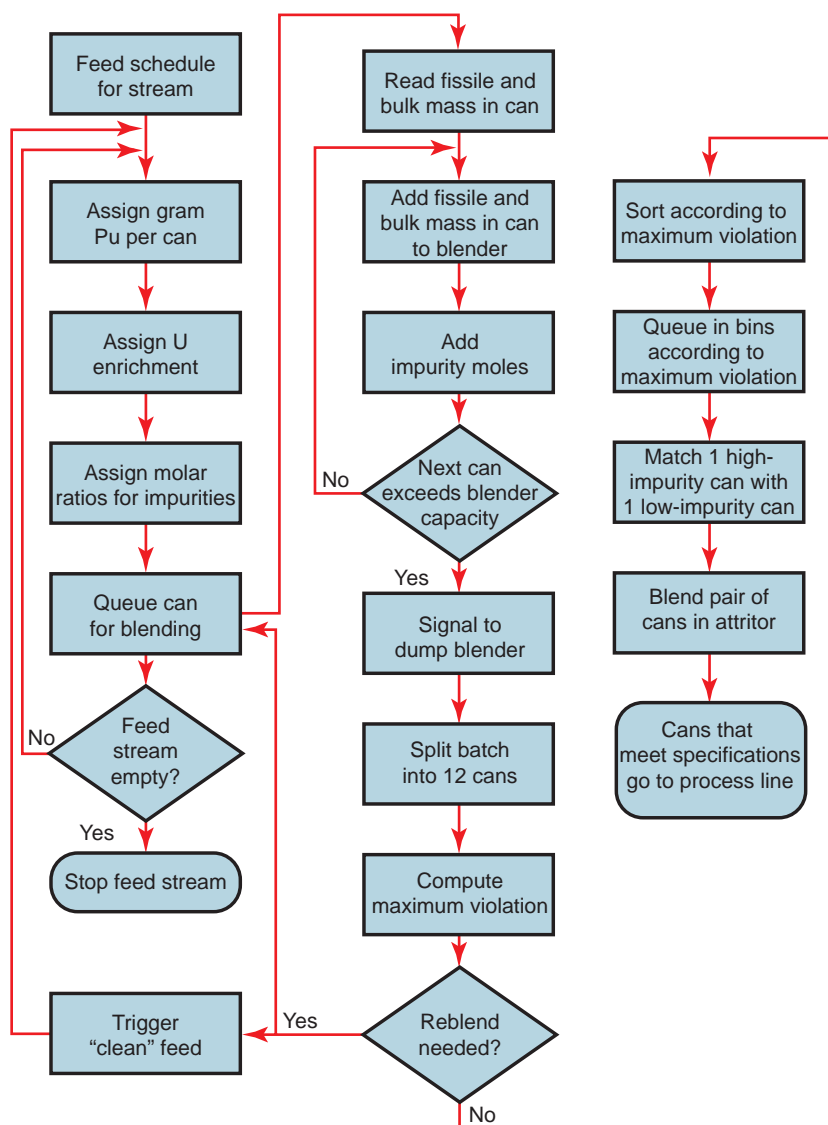 Feed schedule
for stream
Assign gram
Pu per can
Assign U
enrichment
Assign molar
ratios for impurities
Queue can
for blending
No
Feed
stream
empty?
Yes
Stop feed stream
Trigger
“clean” feed
Read fissile and
bulk mass in can
Add fissile and
bulk mass in can
to blender
Add
impurity moles
No
Next can
exceeds blender
capacity
Yes
Signal to
dump blender
Split batch
into 12 cans
Compute
maximum violation
Yes
Reblend
needed?
No
Sort according to
maximum violation
Queue in bins
according to
maximum violation
Match 1 high-
impurity can with
1 low-impurity can
Blend pair of
cans in attritor
Cans that
meet specifications
go to process line